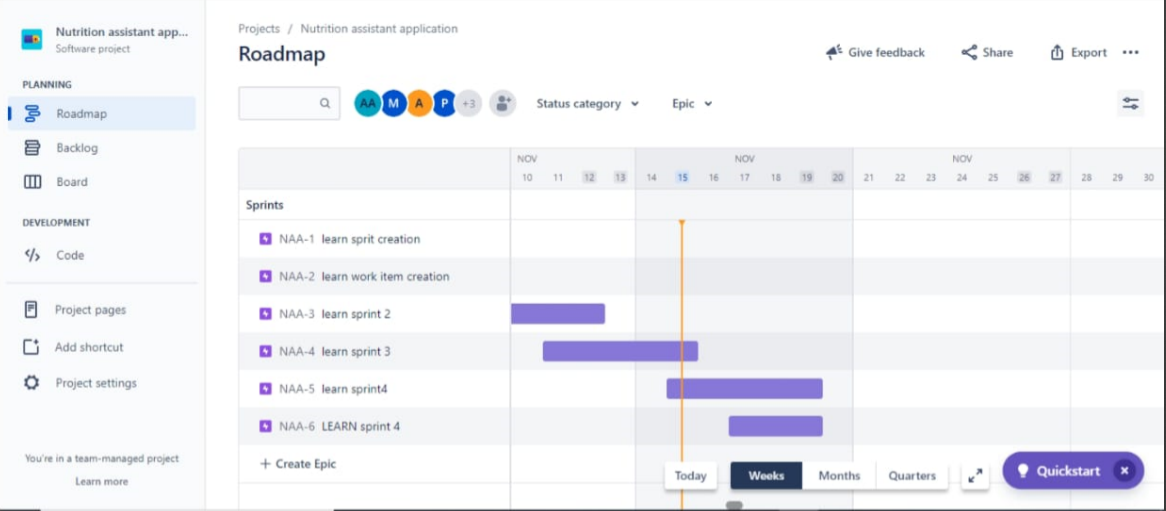 Nutrition assistant app...
Software project
PLANNING
Roadmap
Backlog
Board
DEVELOPMENT
Code
Project pages
Add shortcut
Project settings
You're in a team-managed project
Learn more
Projects / Nutrition assistant application
Roadmap
Give feedback
Share
Export
AA M A P +3
Status category
Epic
NOV NOV NOV
10 11 12 13 14 15 16 17 18 19 20 21 22 23 24 25 26 27 28 29 30
Sprints
NAA-1 learn sprit creation
NAA-2 learn work item creation
NAA-3 learn sprint 2
NAA-4 learn sprint 3
NAA-5 learn sprint4
NAA-6 LEARN sprint 4
+ Create Epic
Today Weeks Months Quarters
Quickstart